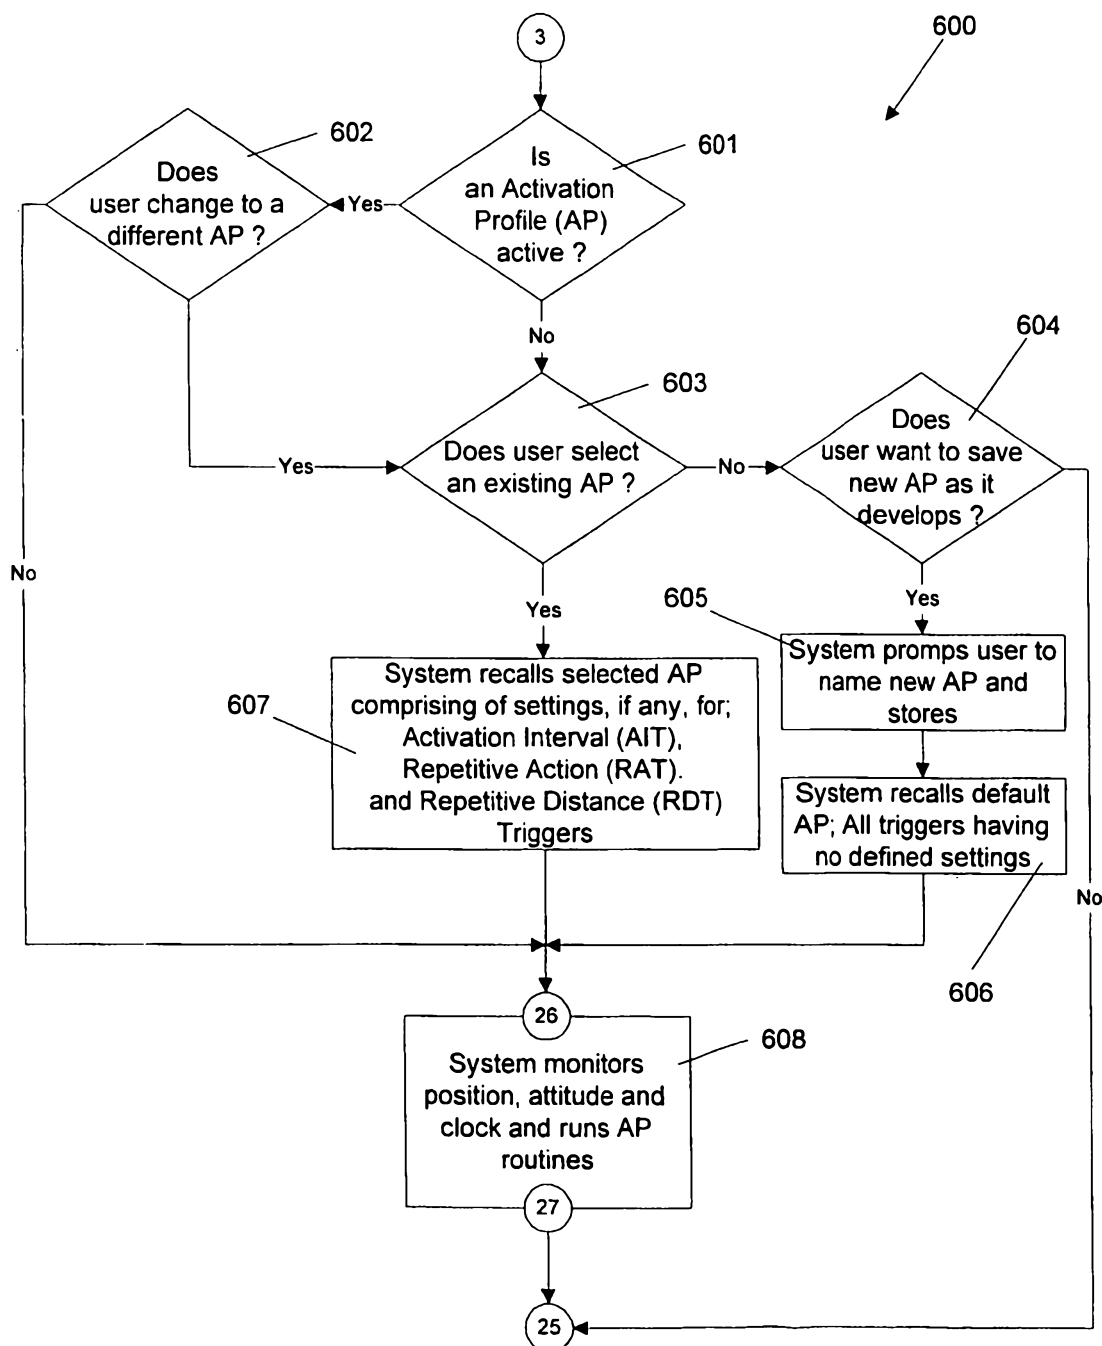 3
600
602
601
Is
an Activation
Profile (AP)
active ?
Does
user change to a
different AP ?
Yes
No
604
603
Does user select
an existing AP ?
Yes
No
Does
user want to save
new AP as it
develops ?
No
Yes
Yes
605
System promps user to
name new AP and
stores
607
System recalls selected AP
comprising of settings, if any, for;
Activation Interval (AIT),
Repetitive Action (RAT).
and Repetitive Distance (RDT)
Triggers
System recalls default
AP; All triggers having
no defined settings
No
606
26
608
System monitors
position, attitude and
clock and runs AP
routines
27
25